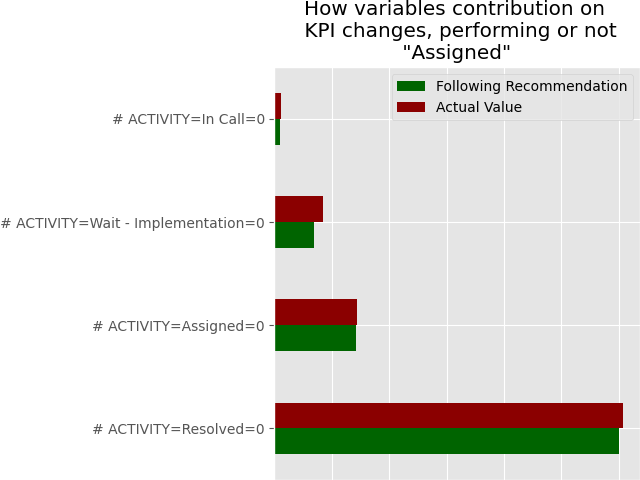 How variables contribution on
KPI changes, performing or not
"Assigned"
Following Recommendation
Actual Value
# ACTIVITY=In Call=0
# ACTIVITY=Wait - Implementation=0
# ACTIVITY=Assigned=0
# ACTIVITY=Resolved=0